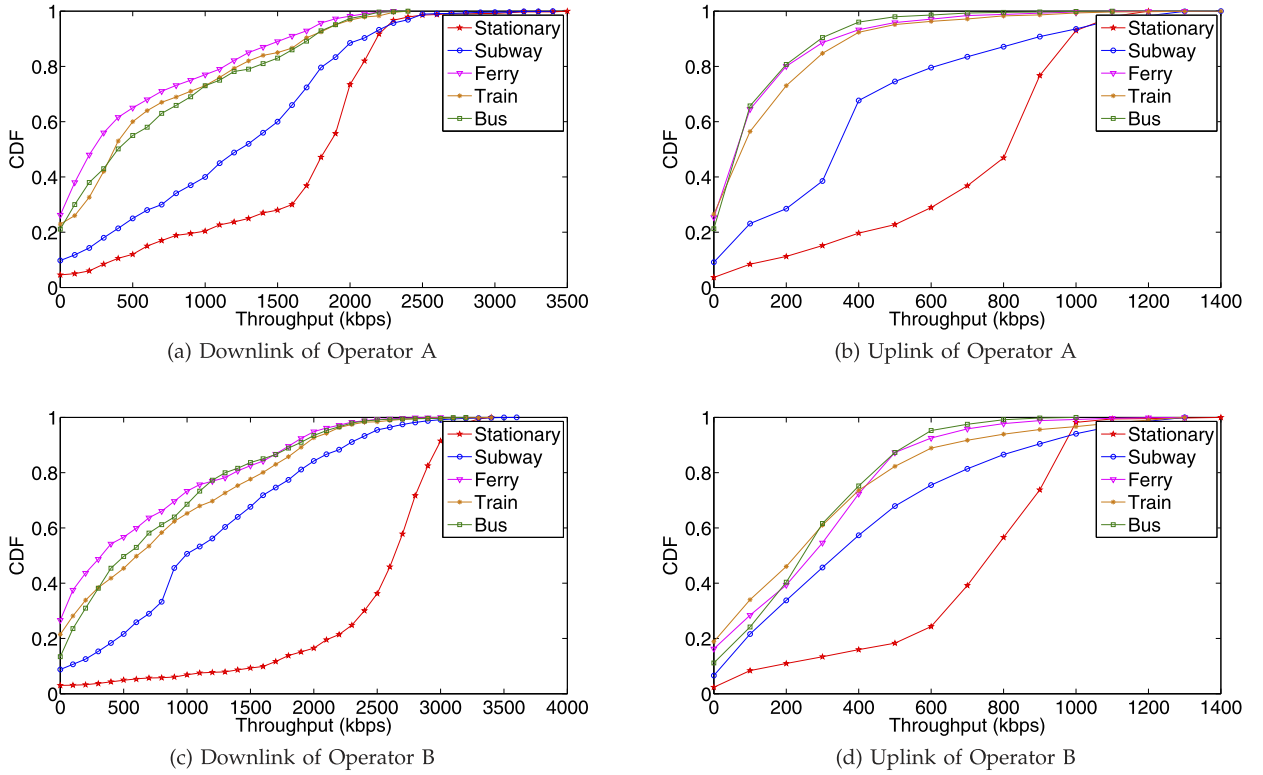 1
0.8
0.6
0.4
0.2
0
CDF
0 500 1000 1500 2000 2500 3000 3500
Throughput (kbps)
Stationary
Subway
Ferry
Train
Bus
(a) Downlink of Operator A
1
0.8
0.6
0.4
0.2
0
CDF
0 200 400 600 800 1000 1200 1400
Throughput (kbps)
Stationary
Subway
Ferry
Train
Bus
(b) Uplink of Operator A
1
0.8
0.6
0.4
0.2
0
CDF
0 500 1000 1500 2000 2500 3000 3500 4000
Throughput (kbps)
Stationary
Subway
Ferry
Train
Bus
(c) Downlink of Operator B
1
0.8
0.6
0.4
0.2
0
CDF
0 200 400 600 800 1000 1200 1400
Throughput (kbps)
Stationary
Subway
Ferry
Train
Bus
(d) Uplink of Operator B